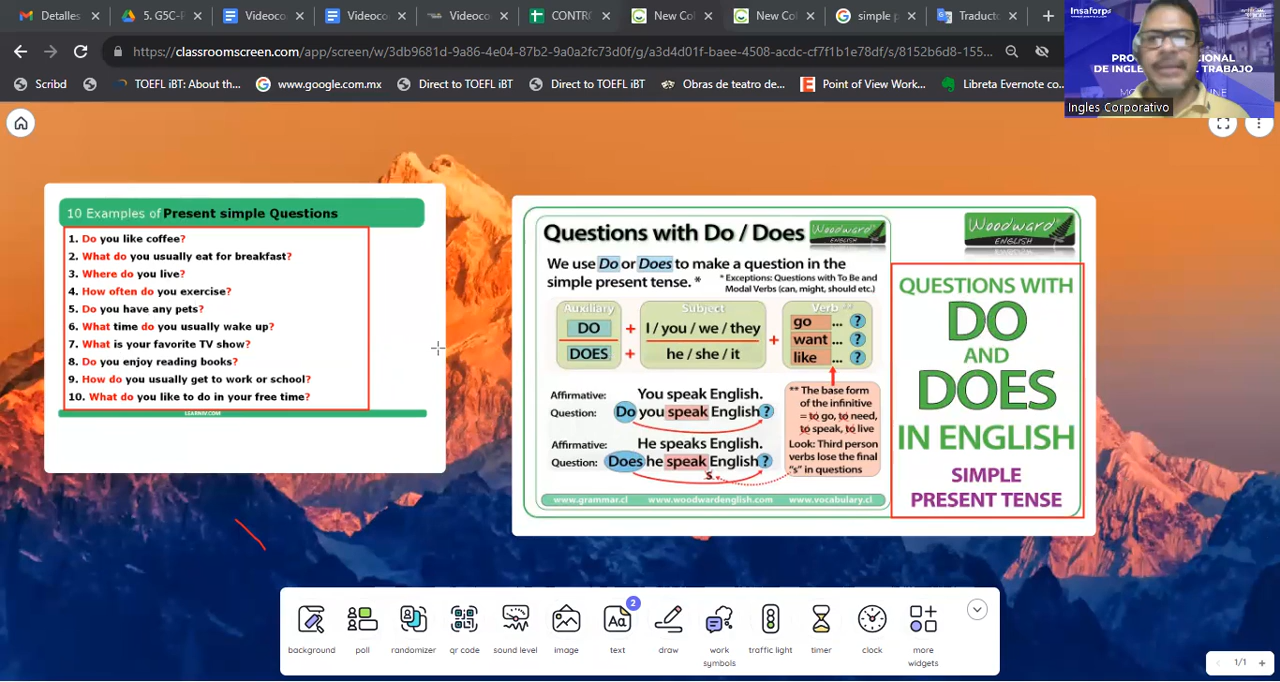 Detalles
5. G5C-F
Videoco
Videoco
Videoco
CONTR
New Col
New Col
simple p
Traducto
https://classroomscreen.com/app/screen/w/3db9681d-9a86-4e04-87b2-9a0a2fc73d0f/g/a3d4d01f-baee-4508-acdc-cf7f1b1e78df/s/8152b6d8-155...
Scribd
TOEFL iBT: About th...
www.google.com.mx
Direct to TOEFL iBT
Direct to TOEFL iBT
Obras de teatro de...
Point of View Work...
Libreta Evernote co...
Insaforp
DE INGLE
TRABAJO
Ingles Corporativo
10 Examples of Present simple Questions
1. Do you like coffee?
2. What do you usually eat for breakfast?
3. Where do you live?
4. How often do you exercise?
5. Do you have any pets?
6. What time do you usually wake up?
7. What is your favorite TV show?
8. Do you enjoy reading books?
9. How do you usually get to work or school?
10. What do you like to do in your free time?
LEARNIV.COM
Questions with Do / Does
Woodward
ENGLISH
We use Do or Does to make a question in the
simple present tense. *
* Exceptions: Questions with To Be and
Modal Verbs (can, might, should etc.)
Auxiliary
Subject
Verb **
DO + I / you / we / they
DOES + he / she / it
+
go ... ?
want ... ?
like ... ?
Affirmative: You speak English.
Question: Do you speak English?
Affirmative: He speaks English.
Question: Does he speak English?
s
** The base form
of the infinitive
= to go, to need,
to speak, to live
Look: Third person
verbs lose the final
"s" in questions
www.grammar.cl
www.woodwardenglish.com
www.vocabulary.cl
Woodward
ENGLISH
QUESTIONS WITH
DO
AND
DOES
IN ENGLISH
SIMPLE
PRESENT TENSE
background
poll
randomizer
qr code
sound level
image
2
text
draw
work
symbols
traffic light
timer
clock
more
widgets
1/1